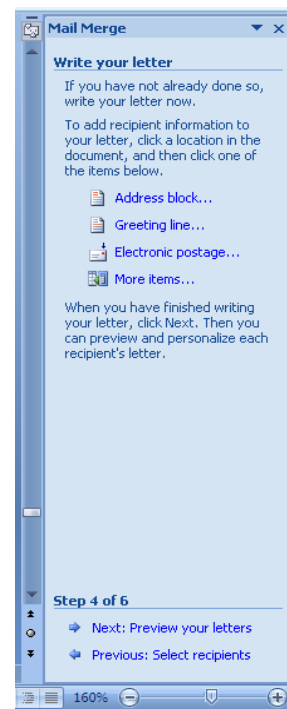 Mail Merge
Write your letter
If you have not already done so,
write your letter now.
To add recipient information to
your letter, click a location in the
document, and then click one of
the items below.
Address block...
Greeting line...
Electronic postage...
More items...
When you have finished writing
your letter, click Next. Then you
can preview and personalize each
recipient's letter.
Step 4 of 6
Next: Preview your letters
Previous: Select recipients
160%